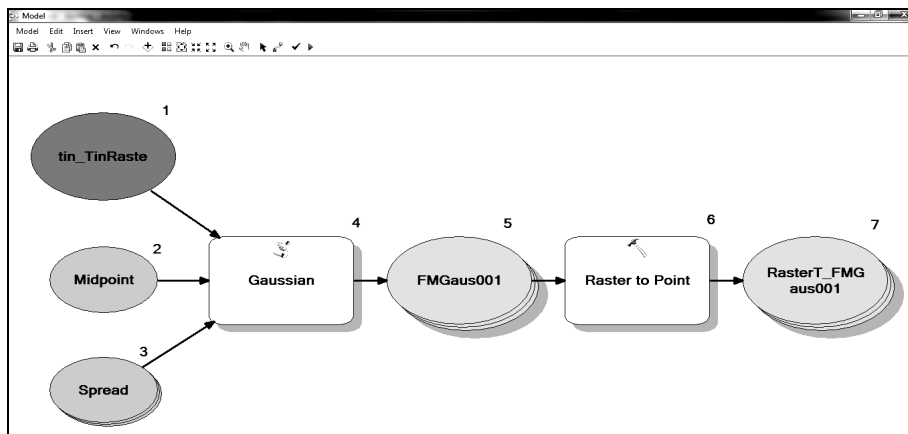 Model
Model Edit Insert View Windows Help
1
tin_TinRaste
2
Midpoint
3
Spread
4
Gaussian
5
FMGaus001
6
Raster to Point
7
RasterT_FMG
aus001